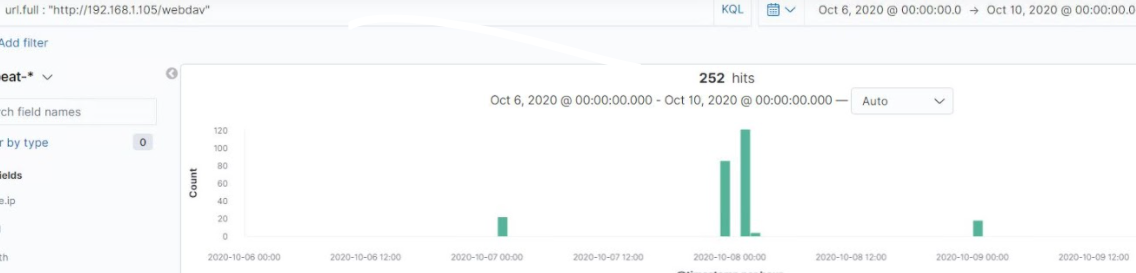 url.full : "http://192.168.1.105/webdav"
KQL
Oct 6, 2020 @ 00:00:00.0 → Oct 10, 2020 @ 00:00:00.0
Add filter
eat-*
252 hits
Oct 6, 2020 @ 00:00:00.000 - Oct 10, 2020 @ 00:00:00.000 — Auto
rch field names
r by type 0
ields
e.ip
th
Count
120
100
80
60
40
20
0
2020-10-06 00:00 2020-10-06 12:00 2020-10-07 00:00 2020-10-07 12:00 2020-10-08 00:00 2020-10-08 12:00 2020-10-09 00:00 2020-10-09 12:00